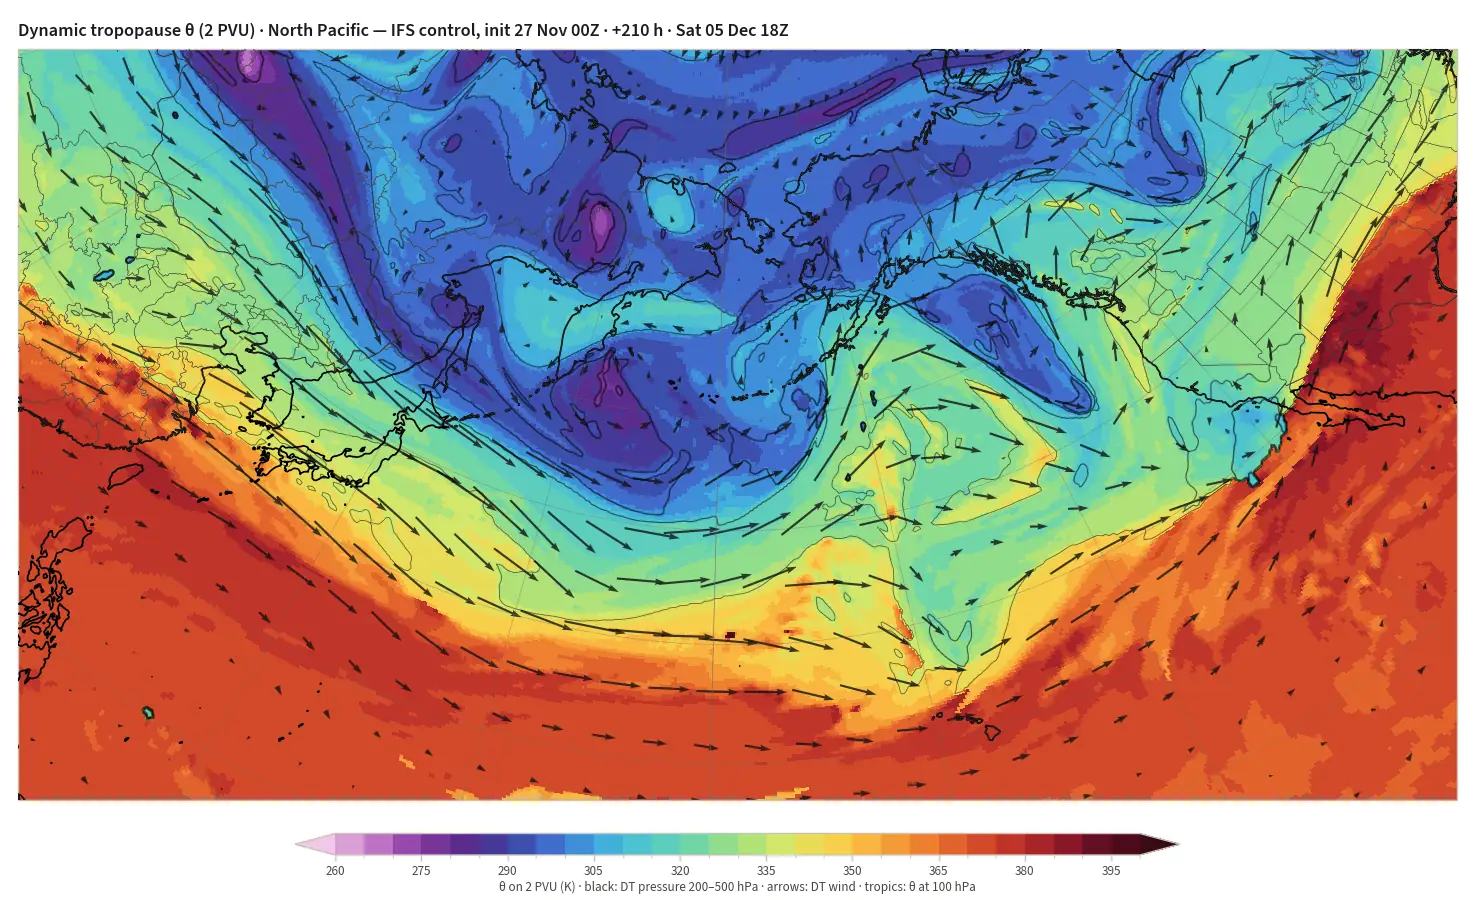 Dynamic tropopause θ (2 PVU) · North Pacific — IFS control, init 27 Nov 00Z · +210 h · Sat 05 Dec 18Z
260 275 290 305 320 335 350 365 380 395
θ on 2 PVU (K) · black: DT pressure 200–500 hPa · arrows: DT wind · tropics: θ at 100 hPa